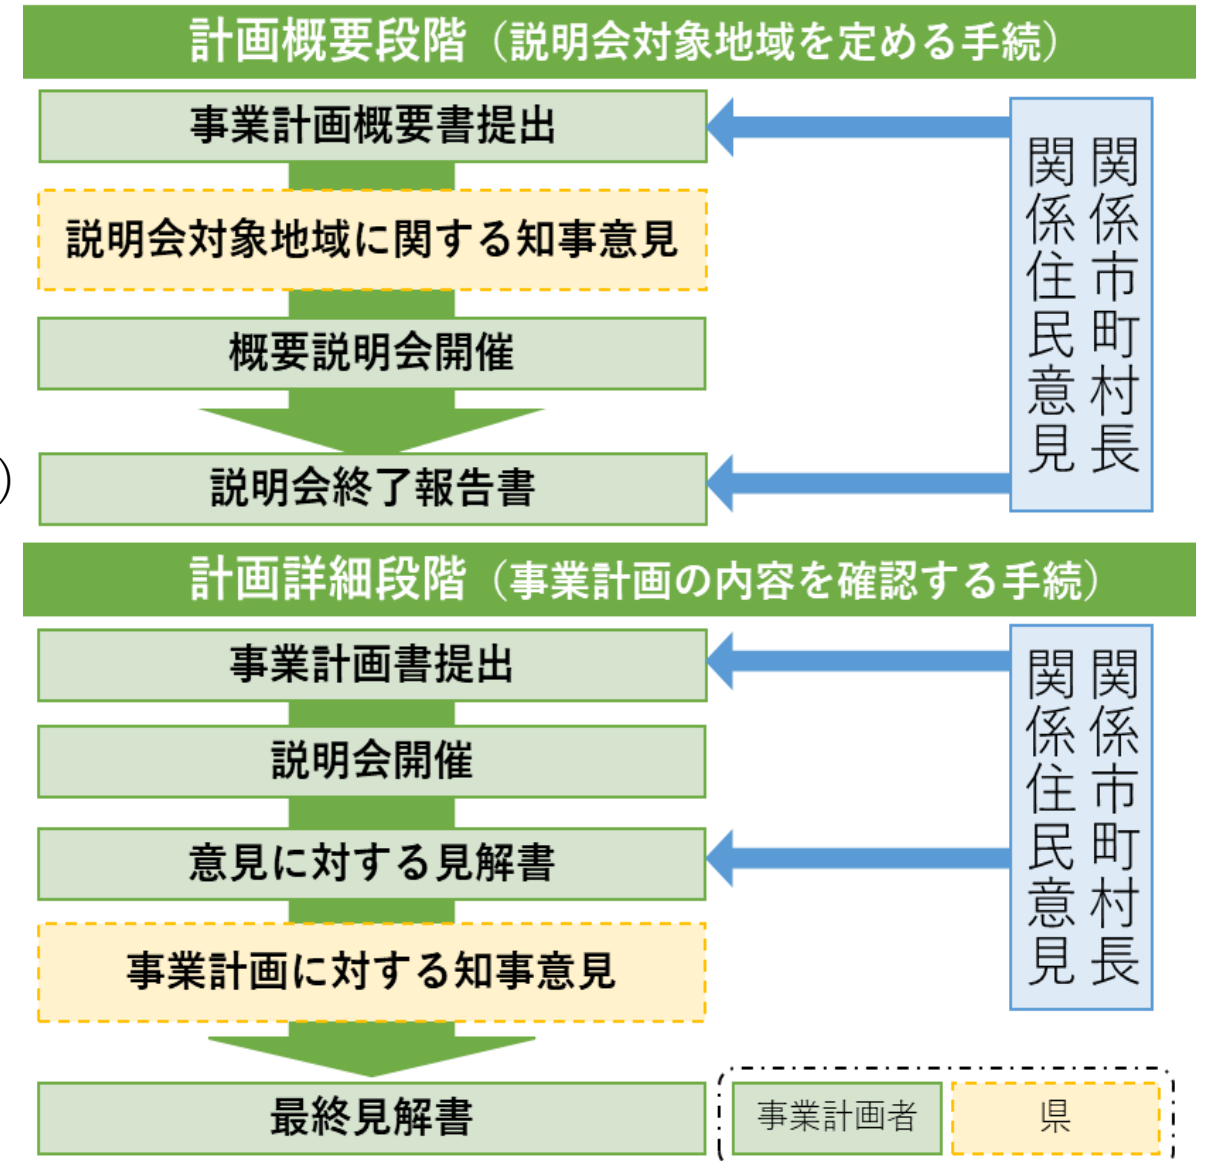 計画概要段階（説明会対象地域を定める手続）
事業計画概要書提出
説明会対象地域に関する知事意見
概要説明会開催
説明会終了報告書
関係市町村長
関係住民意見
）
計画詳細段階（事業計画の内容を確認する手続）
事業計画書提出
説明会開催
意見に対する見解書
事業計画に対する知事意見
最終見解書
関係市町村長
関係住民意見
事業計画者
県